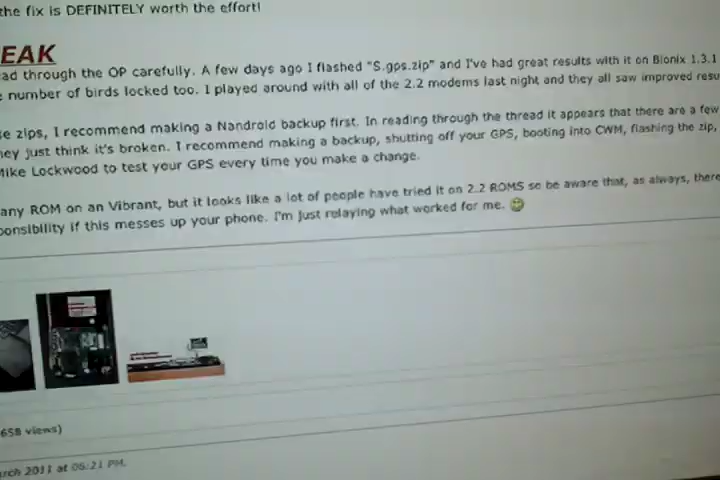 the fix is DEFINITELY worth the effort!
EAK
ad through the OP carefully. A few days ago I flashed "S.gps.zip" and I've had great results with it on Bionix 1.3.1
number of birds locked too. I played around with all of the 2.2 modems last night and they all saw improved resu
se zips, I recommend making a Nandroid backup first. In reading through the thread it appears that there are a few
hey just think it's broken. I recommend making a backup, shutting off your GPS, booting into CWM, flashing the zip,
Mike Lockwood to test your GPS every time you make a change.
any ROM on an Vibrant, but it looks like a lot of people have tried it on 2.2 ROMS so be aware that, as always, there
ponsibility if this messes up your phone. I'm just relaying what worked for me.
658 views)
rch 2011 at 06:21 PM.